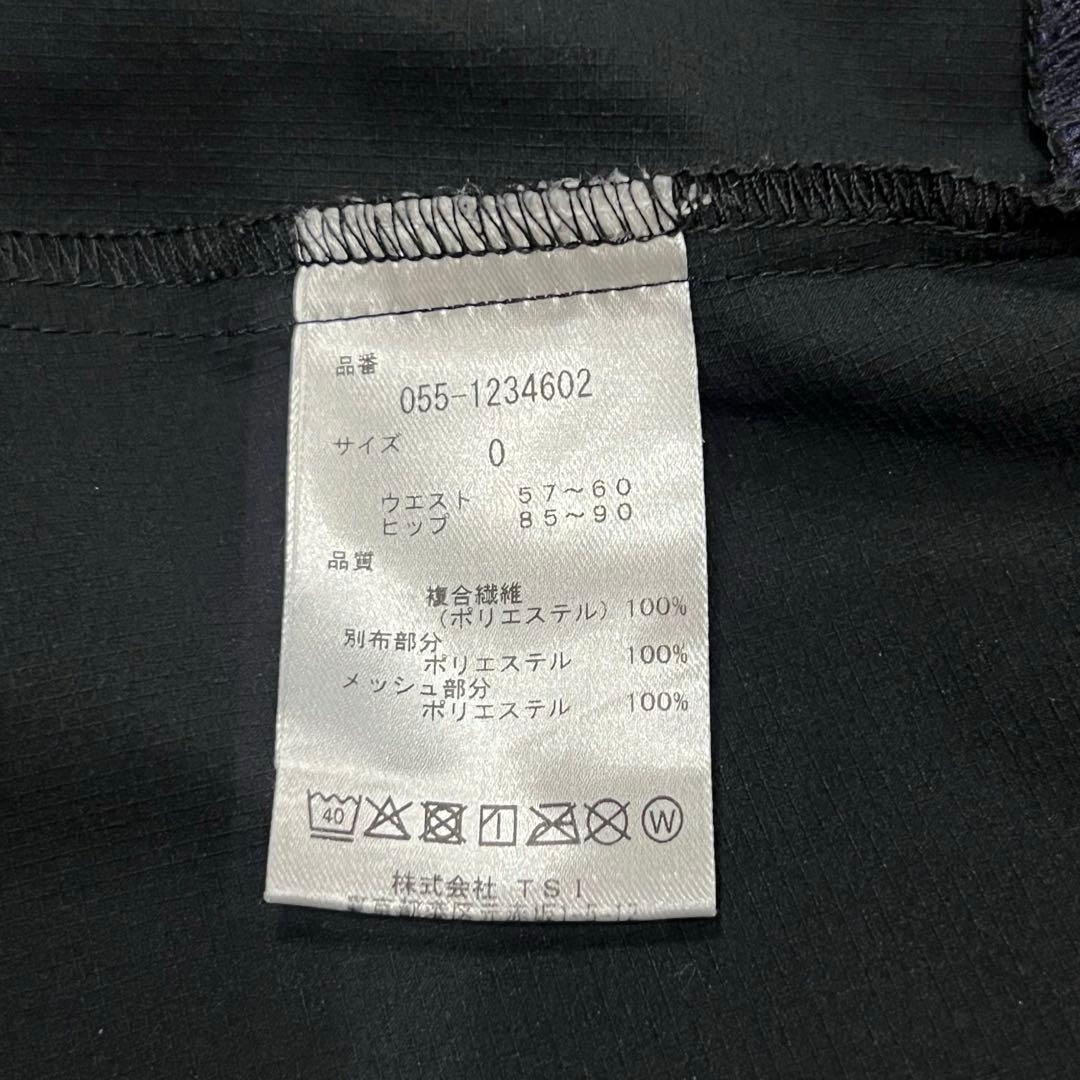 品番
055-1234602
サイズ 0
ウエスト 57～60
ヒップ 85～90
品質
複合繊維
(ポリエステル) 100%
別布部分
ポリエステル 100%
メッシュ部分
ポリエステル 100%
40 W
株式会社 TSI